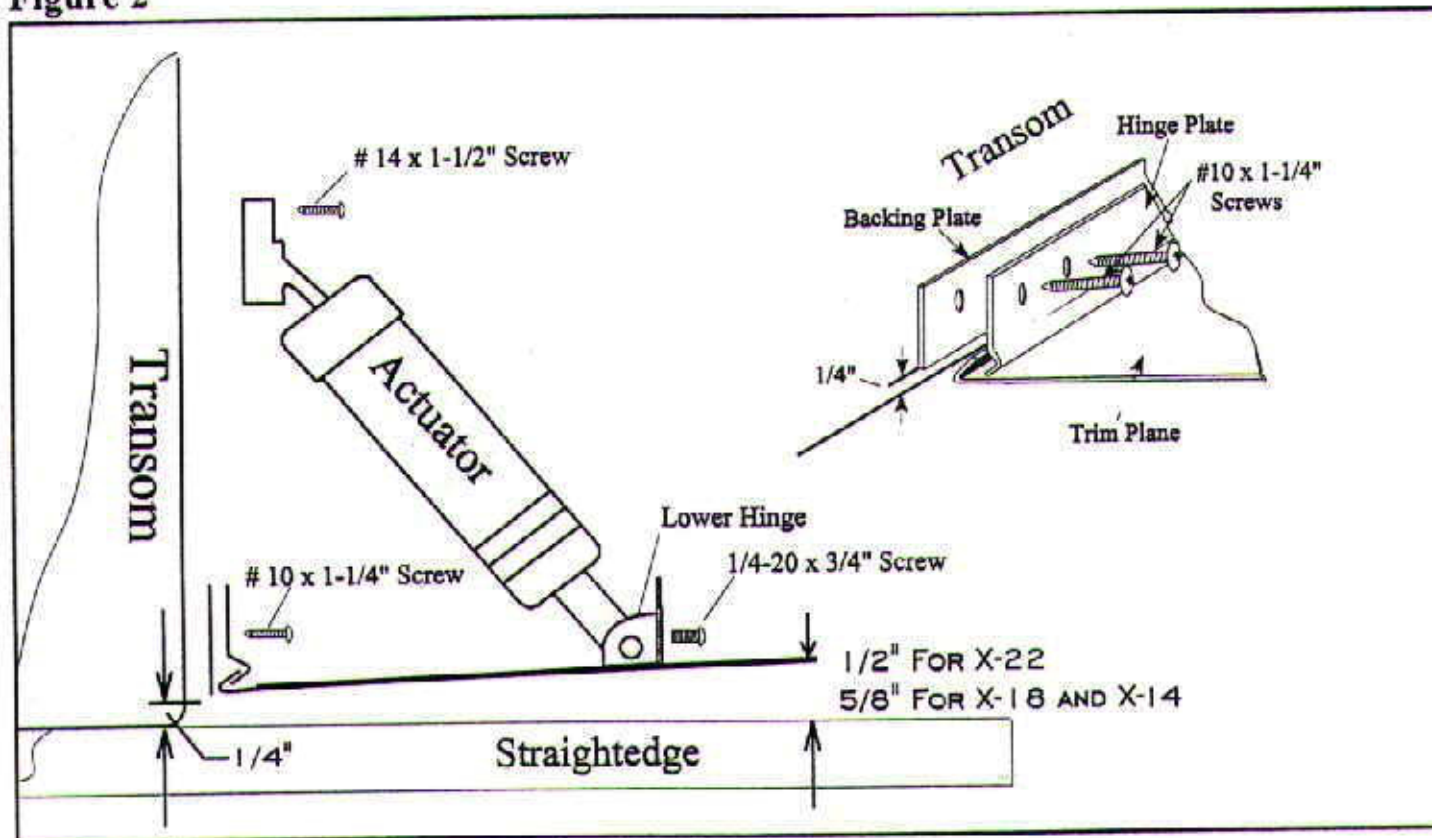 Figure 2
# 14 x 1-1/2" Screw
Transom
Hinge Plate
#10 x 1-1/4"
Screws
Backing Plate
1/4"
Trim Plane
Transom
Actuator
Lower Hinge
# 10 x 1-1/4" Screw
1/4-20 x 3/4" Screw
1/2" FOR X-22
5/8" FOR X-18 AND X-14
1/4"
Straightedge